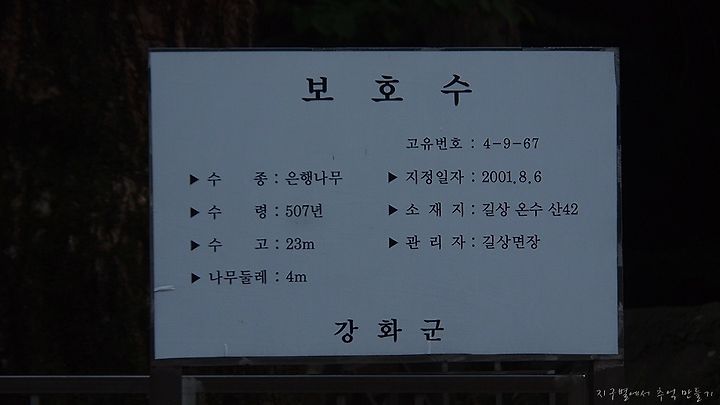 보 호 수
고유번호 : 4-9-67
▶ 수 종 : 은행나무 ▶ 지정일자 : 2001.8.6
▶ 수 령 : 507년 ▶ 소 재 지 : 길상 온수 산42
▶ 수 고 : 23m ▶ 관 리 자 : 길상면장
▶ 나무둘레 : 4m
강 화 군
지구별에서 추억 만들기